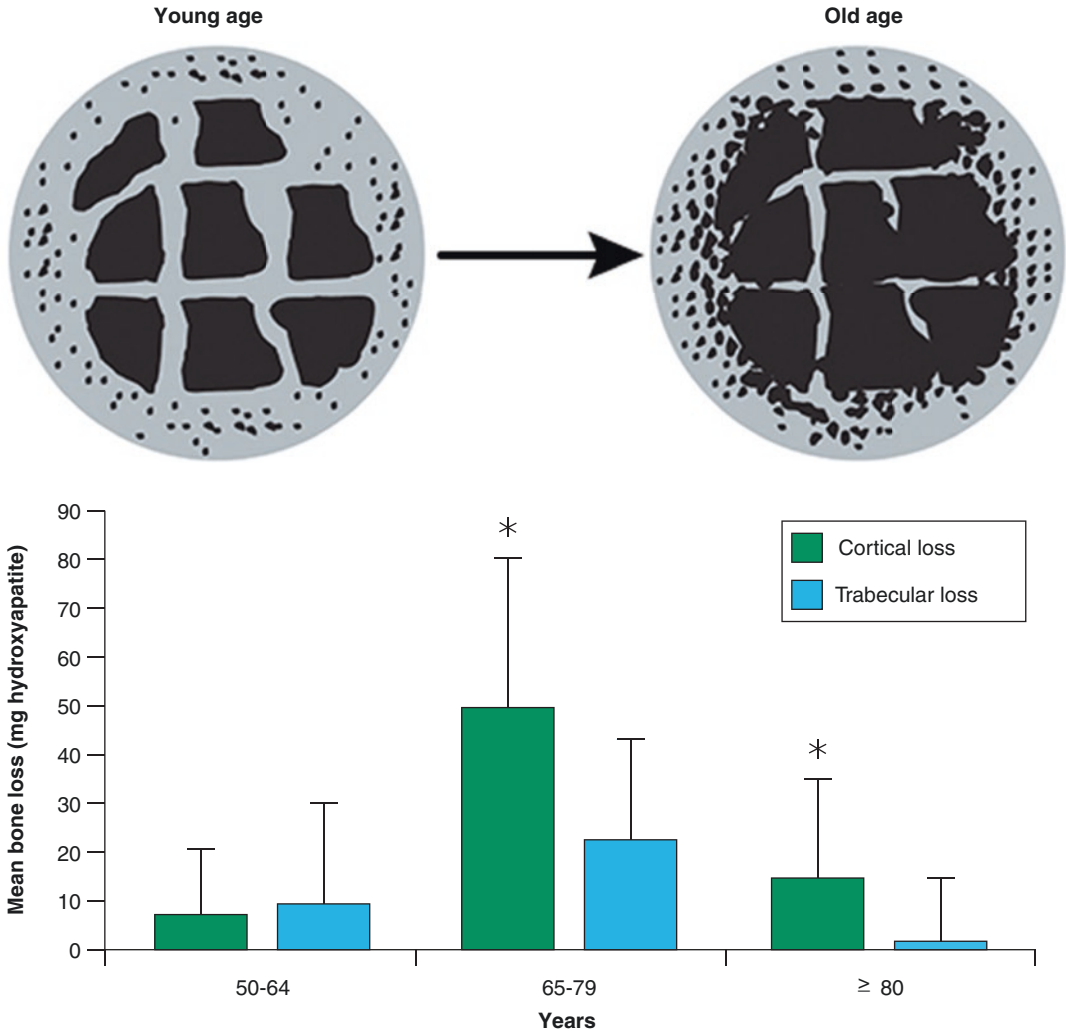 Young age
Old age
Mean bone loss (mg hydroxyapatite)
90
80
70
60
50
40
30
20
10
0
*
*
Cortical loss
Trabecular loss
50-64
65-79
≥ 80
Years